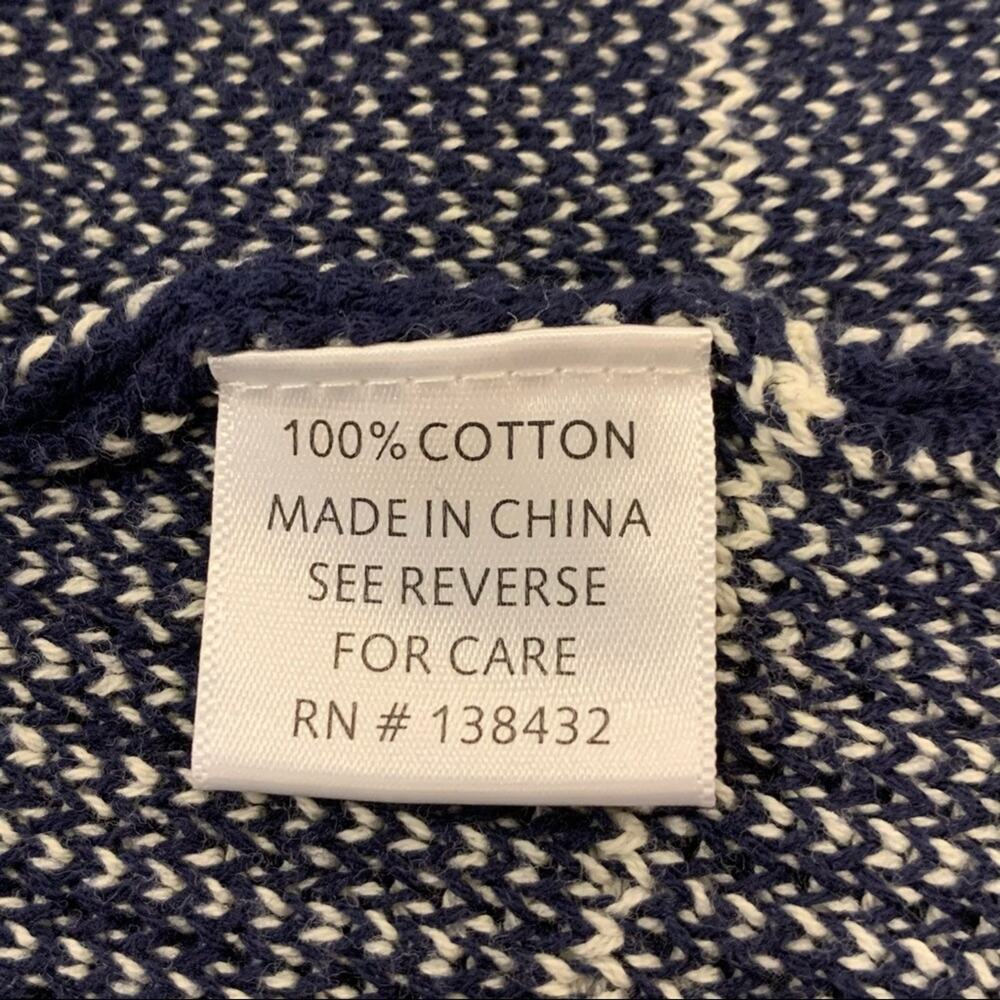 100% COTTON
MADE IN CHINA
SEE REVERSE
FOR CARE
RN # 138432